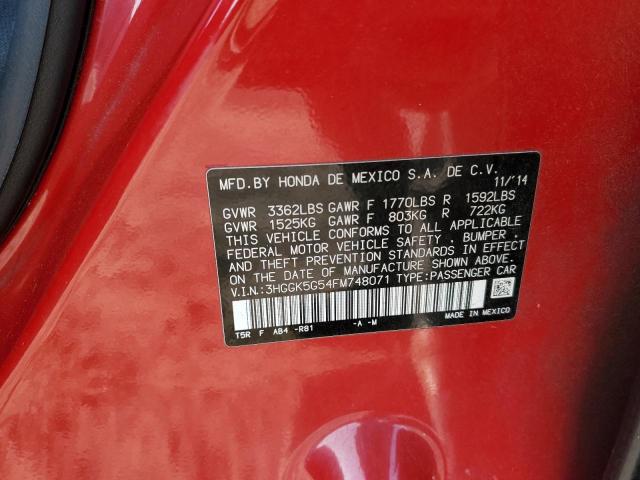 MFD.BY HONDA DE MEXICO S.A. DE C.V.
11/'14
GVWR 3362LBS GAWR F 1770LBS R 1592LBS
GVWR 1525KG GAWR F 803KG R 722KG
THIS VEHICLE CONFORMS TO ALL APPLICABLE
FEDERAL MOTOR VEHICLE SAFETY , BUMPER ,
AND THEFT PREVENTION STANDARDS IN EFFECT
ON THE DATE OF MANUFACTURE SHOWN ABOVE.
V.I.N.:3HGGK5G54FM748071 TYPE:PASSENGER CAR
T5R F AB4 -R81 -A -M MADE IN MEXICO